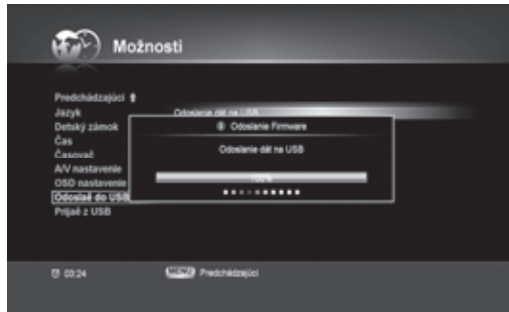 Možnosti
Predchádzajúci
Jazyk Odoslanie dát na USB
Detský zámok
Čas
Časovač
A/V nastavenie
OSD nastavenie
Odoslať do USB
Prijať z USB
Odoslanie Firmware
Odoslanie dát na USB
100%
03:24 MENU Predchádzajúci